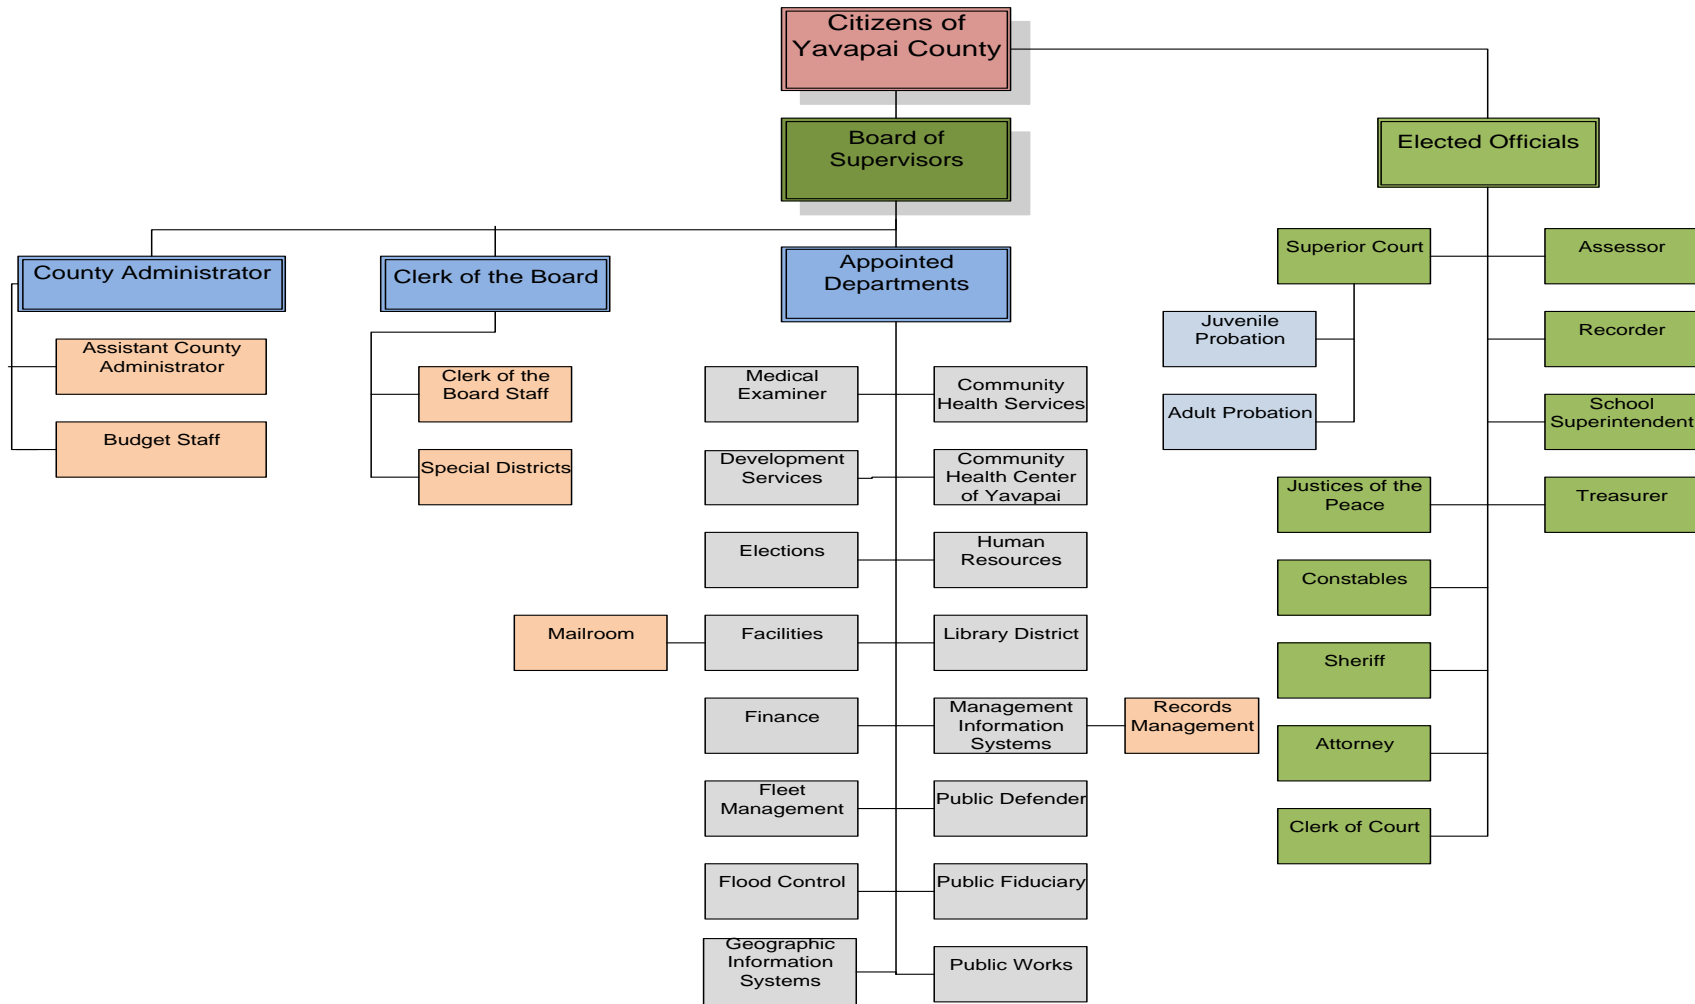 Citizens of
Yavapai County
Board of
Supervisors
Elected Officials
County Administrator
Clerk of the Board
Appointed
Departments
Superior Court
Assessor
Juvenile
Probation
Recorder
Assistant County
Administrator
Clerk of the
Board Staff
Medical
Examiner
Community
Health Services
Adult Probation
School
Superintendent
Budget Staff
Special Districts
Development
Services
Community
Health Center
of Yavapai
Justices of the
Peace
Treasurer
Elections
Human
Resources
Constables
Mailroom
Facilities
Library District
Sheriff
Finance
Management
Information
Systems
Records
Management
Attorney
Fleet
Management
Public Defender
Clerk of Court
Flood Control
Public Fiduciary
Geographic
Information
Systems
Public Works